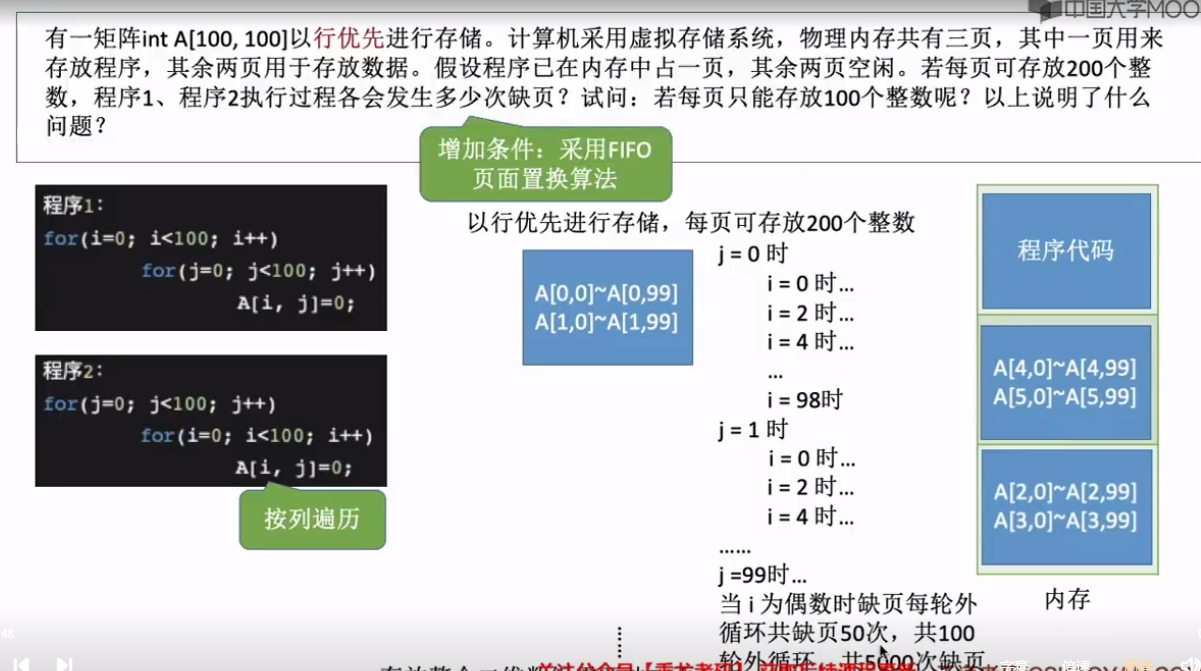 中国大学MOO
有一矩阵int A[100, 100]以行优先进行存储。计算机采用虚拟存储系统，物理内存共有三页，其中一页用来
存放程序，其余两页用于存放数据。假设程序已在内存中占一页，其余两页空闲。若每页可存放200个整
数，程序1、程序2执行过程各会发生多少次缺页？试问：若每页只能存放100个整数呢？以上说明了什么
问题？
增加条件：采用FIFO
页面置换算法
程序1:
for(i=0; i<100; i++)
for(j=0; j<100; j++)
A[i, j]=0;
程序2:
for(j=0; j<100; j++)
for(i=0; i<100; i++)
A[i, j]=0;
按列遍历
以行优先进行存储，每页可存放200个整数
A[0,0]~A[0,99]
A[1,0]~A[1,99]
j = 0 时
i = 0 时...
i = 2 时...
i = 4 时...
...
i = 98时
j = 1 时
i = 0 时...
i = 2 时...
i = 4 时...
......
j =99时...
当 i 为偶数时缺页每轮外
循环共缺页50次，共100
轮外循环，共5000次缺页
程序代码
A[4,0]~A[4,99]
A[5,0]~A[5,99]
A[2,0]~A[2,99]
A[3,0]~A[3,99]
内存
48
字幕
倍速